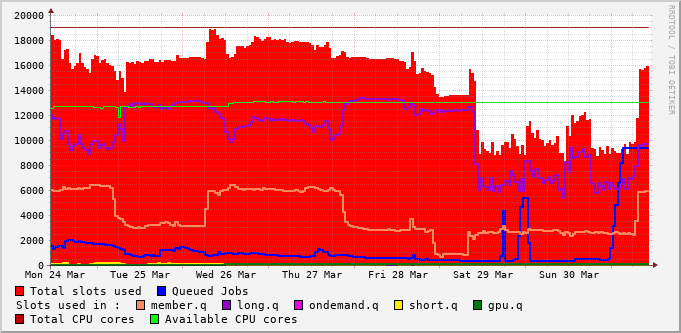 20000
18000
16000
14000
12000
10000
8000
6000
4000
2000
0
Mon 24 Mar Tue 25 Mar Wed 26 Mar Thu 27 Mar Fri 28 Mar Sat 29 Mar Sun 30 Mar
Total slots used Queued Jobs
Slots used in : member.q long.q ondemand.q short.q gpu.q
Total CPU cores Available CPU cores
RRDTOOL / TOBI OETIKER